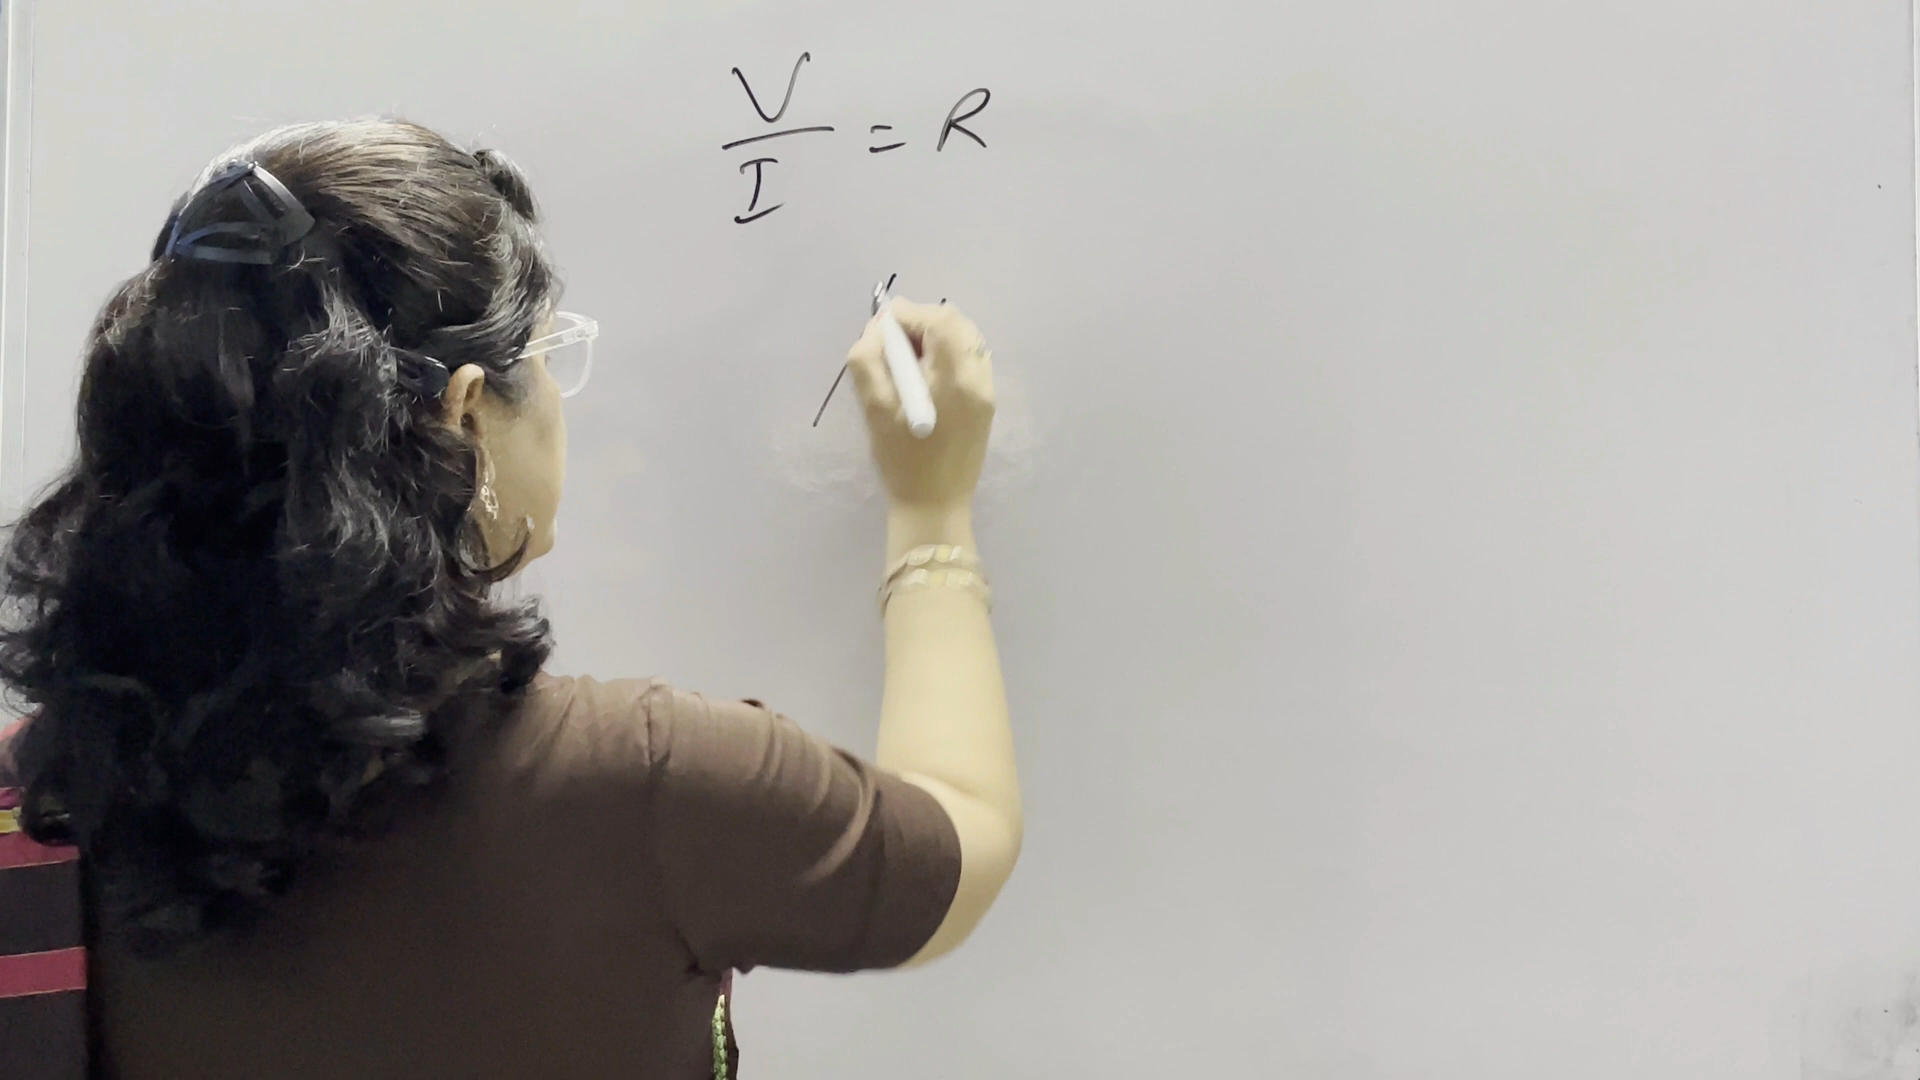 V/I = R